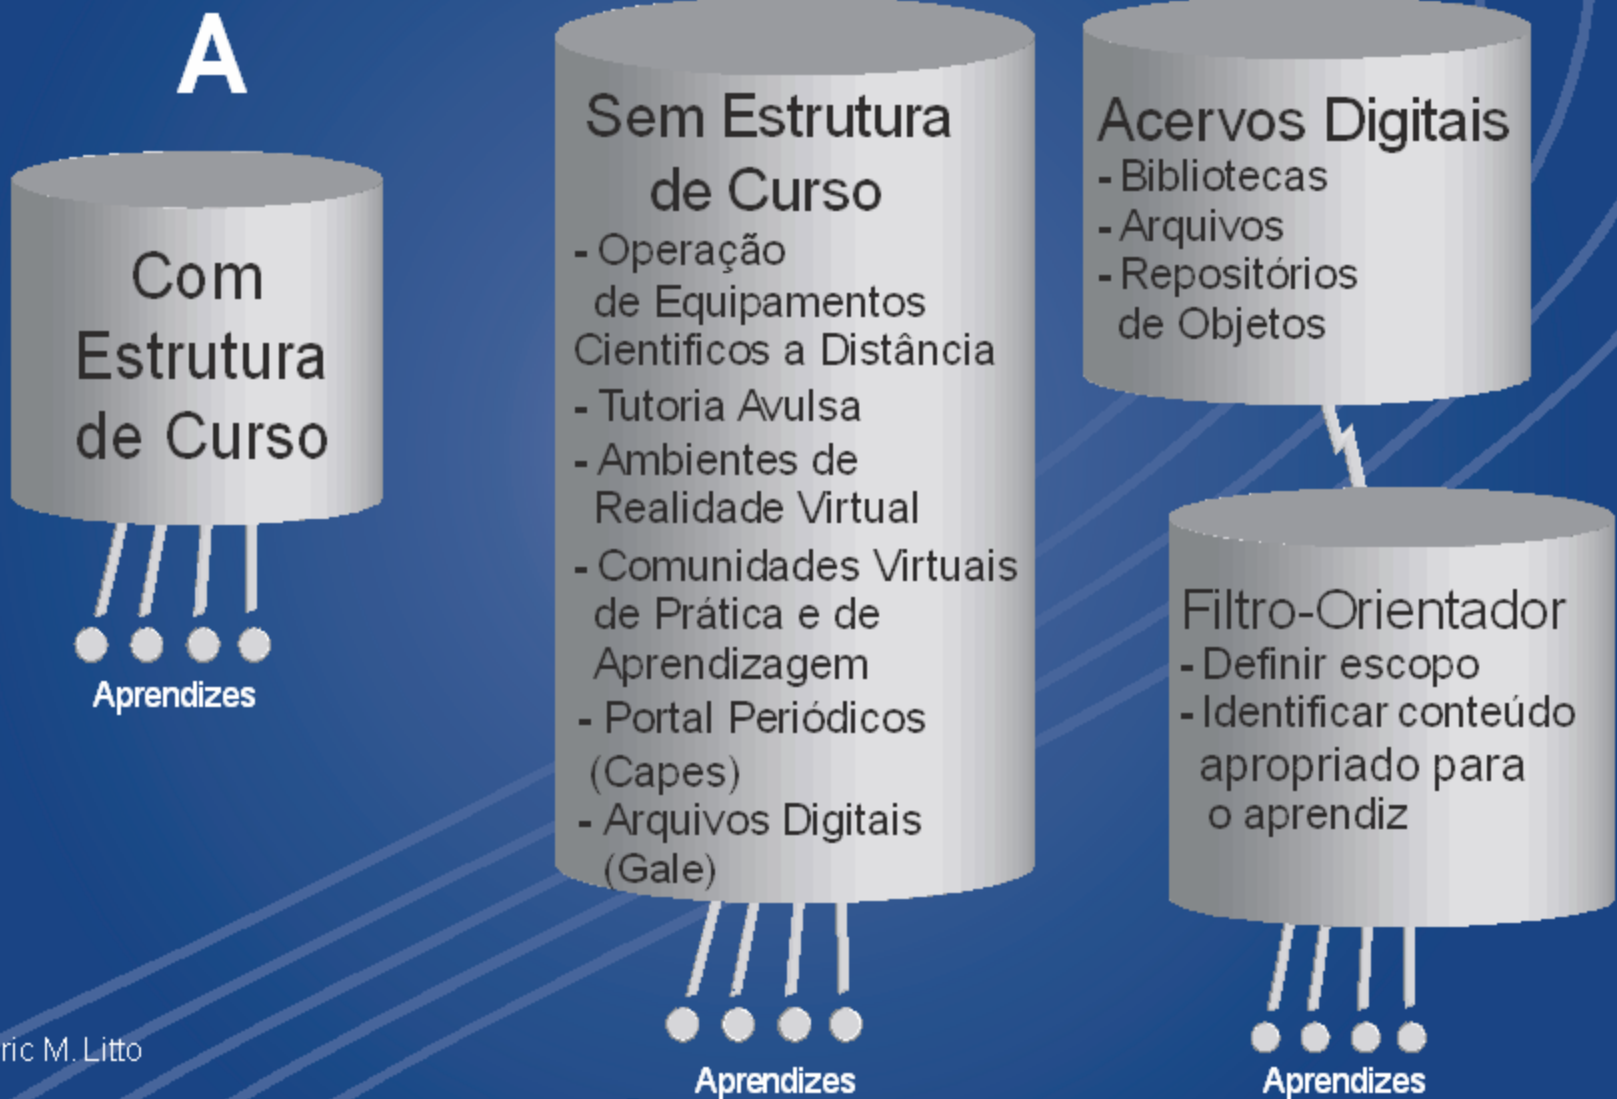 A
Com
Estrutura
de Curso
Aprendizes
Sem Estrutura
de Curso
- Operação
de Equipamentos
Cientificos a Distância
- Tutoria Avulsa
- Ambientes de
Realidade Virtual
- Comunidades Virtuais
de Prática e de
Aprendizagem
- Portal Periódicos
(Capes)
- Arquivos Digitais
(Gale)
Aprendizes
Acervos Digitais
- Bibliotecas
- Arquivos
- Repositórios
de Objetos
Filtro-Orientador
- Definir escopo
- Identificar conteúdo
apropriado para
o aprendiz
Aprendizes
ric M. Litto